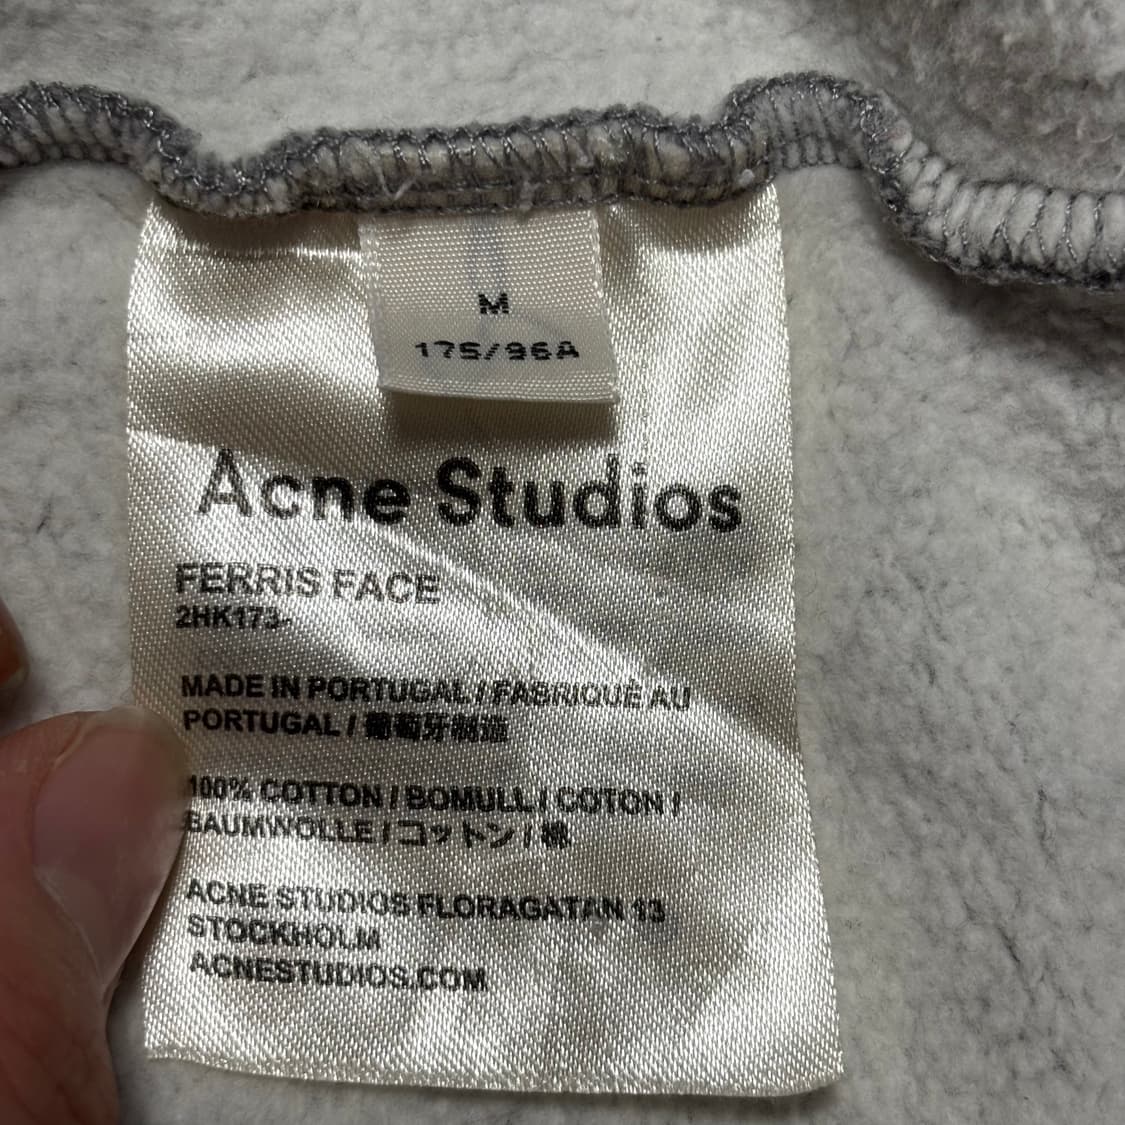 M
175/96A
Acne Studios
FERRIS FACE
2HK173-
MADE IN PORTUGAL / FABRIQUÉ AU
PORTUGAL / 葡萄牙制造
100% COTTON / BOMULL / COTON /
BAUMWOLLE / コットン / 棉
ACNE STUDIOS FLORAGATAN 13
STOCKHOLM
ACNESTUDIOS.COM